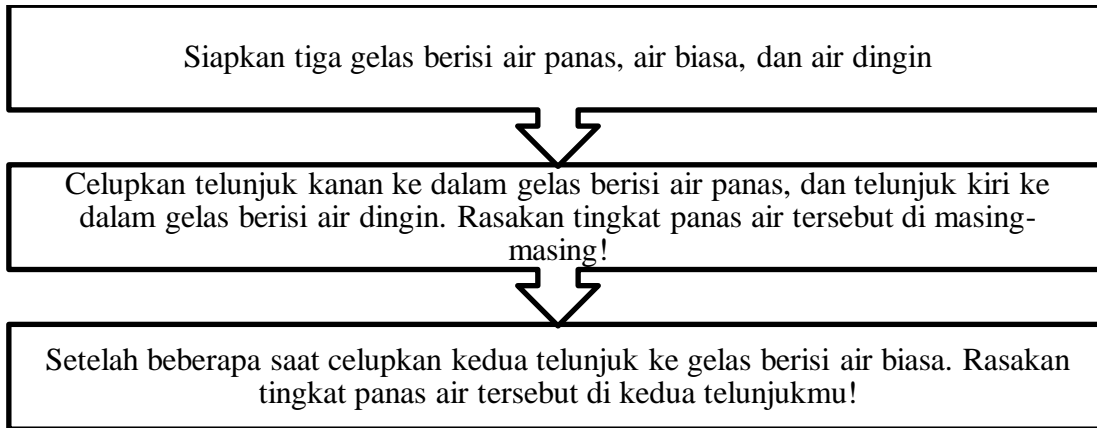 Siapkan tiga gelas berisi air panas, air biasa, dan air dingin
Celupkan telunjuk kanan ke dalam gelas berisi air panas, dan telunjuk kiri ke
dalam gelas berisi air dingin. Rasakan tingkat panas air tersebut di masing-
masing!
Setelah beberapa saat celupkan kedua telunjuk ke gelas berisi air biasa. Rasakan
tingkat panas air tersebut di kedua telunjukmu!